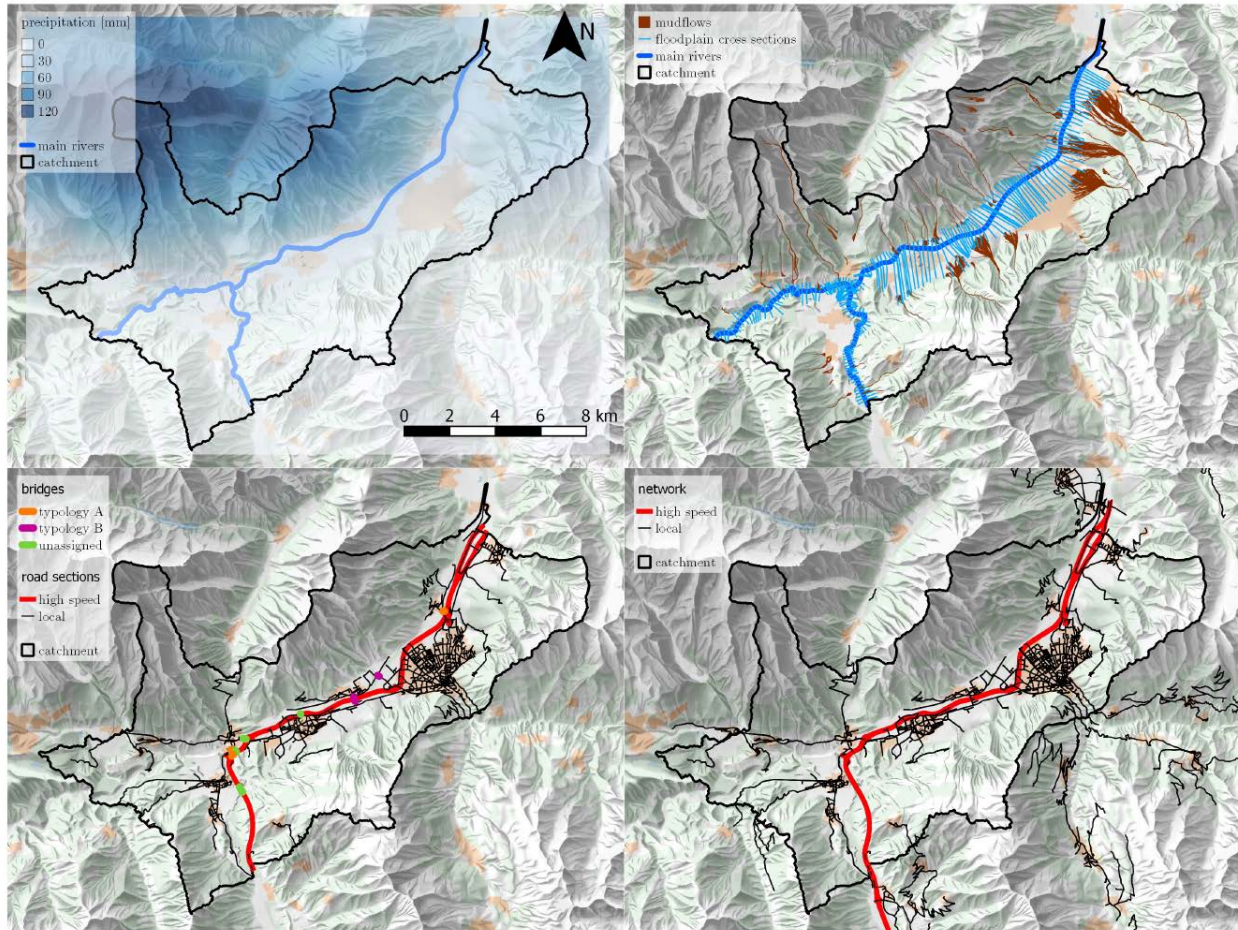 precipitation [mm]
0
30
60
90
120
main rivers
catchment
N
0 2 4 6 8 km
mudflows
floodplain cross sections
main rivers
catchment
bridges
typology A
typology B
unassigned
road sections
high speed
local
catchment
network
high speed
local
catchment